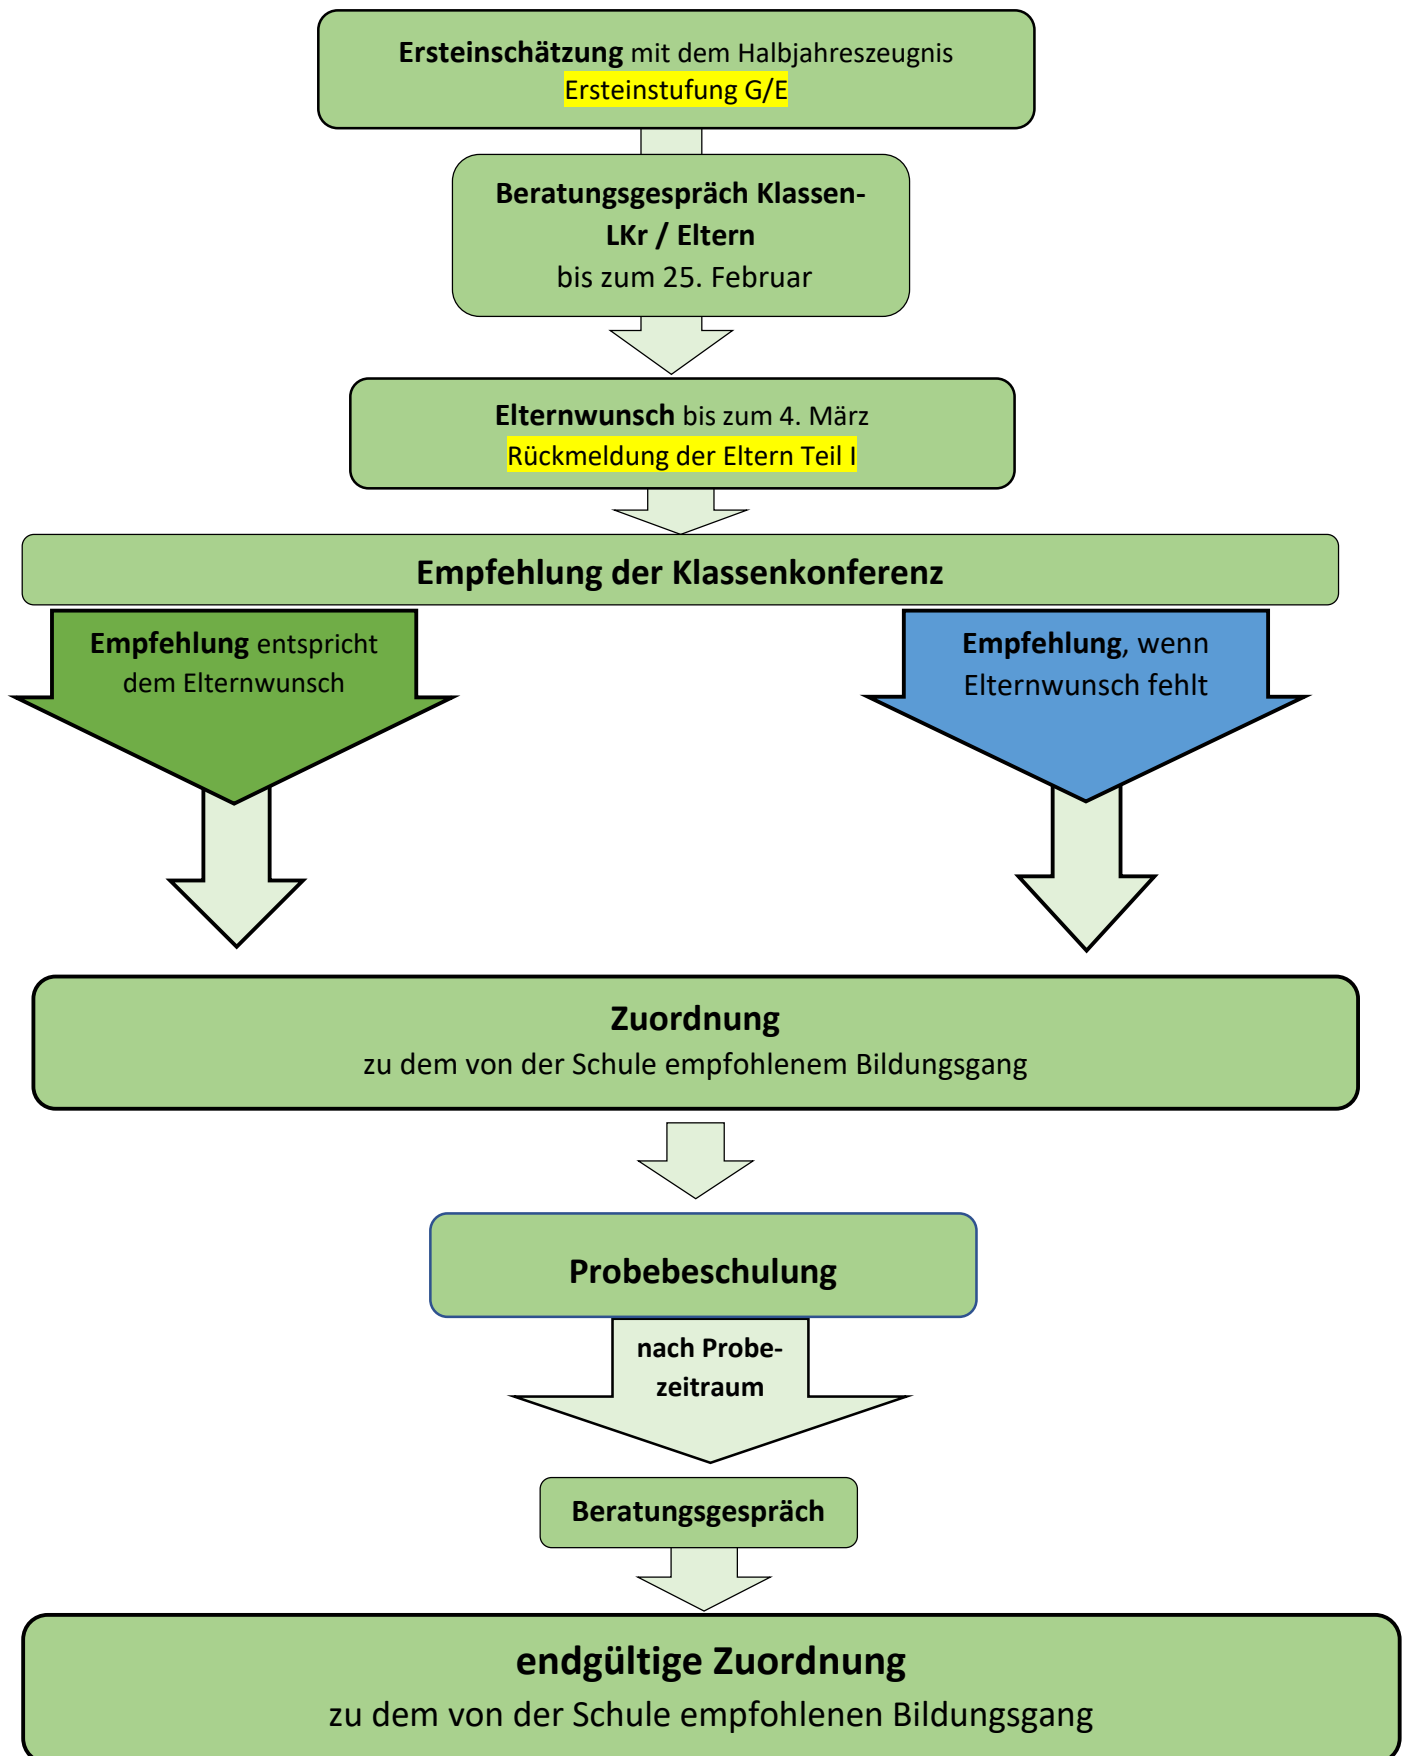 Ersteinschätzung mit dem Halbjahreszeugnis
Ersteinstufung G/E
Beratungsgespräch Klassen-
LKr / Eltern
bis zum 25. Februar
Elternwunsch bis zum 4. März
Rückmeldung der Eltern Teil I
Empfehlung der Klassenkonferenz
Empfehlung entspricht
dem Elternwunsch
Empfehlung, wenn
Elternwunsch fehlt
Zuordnung
zu dem von der Schule empfohlenem Bildungsgang
Probebeschulung
nach Probe-
zeitraum
Beratungsgespräch
endgültige Zuordnung
zu dem von der Schule empfohlenen Bildungsgang